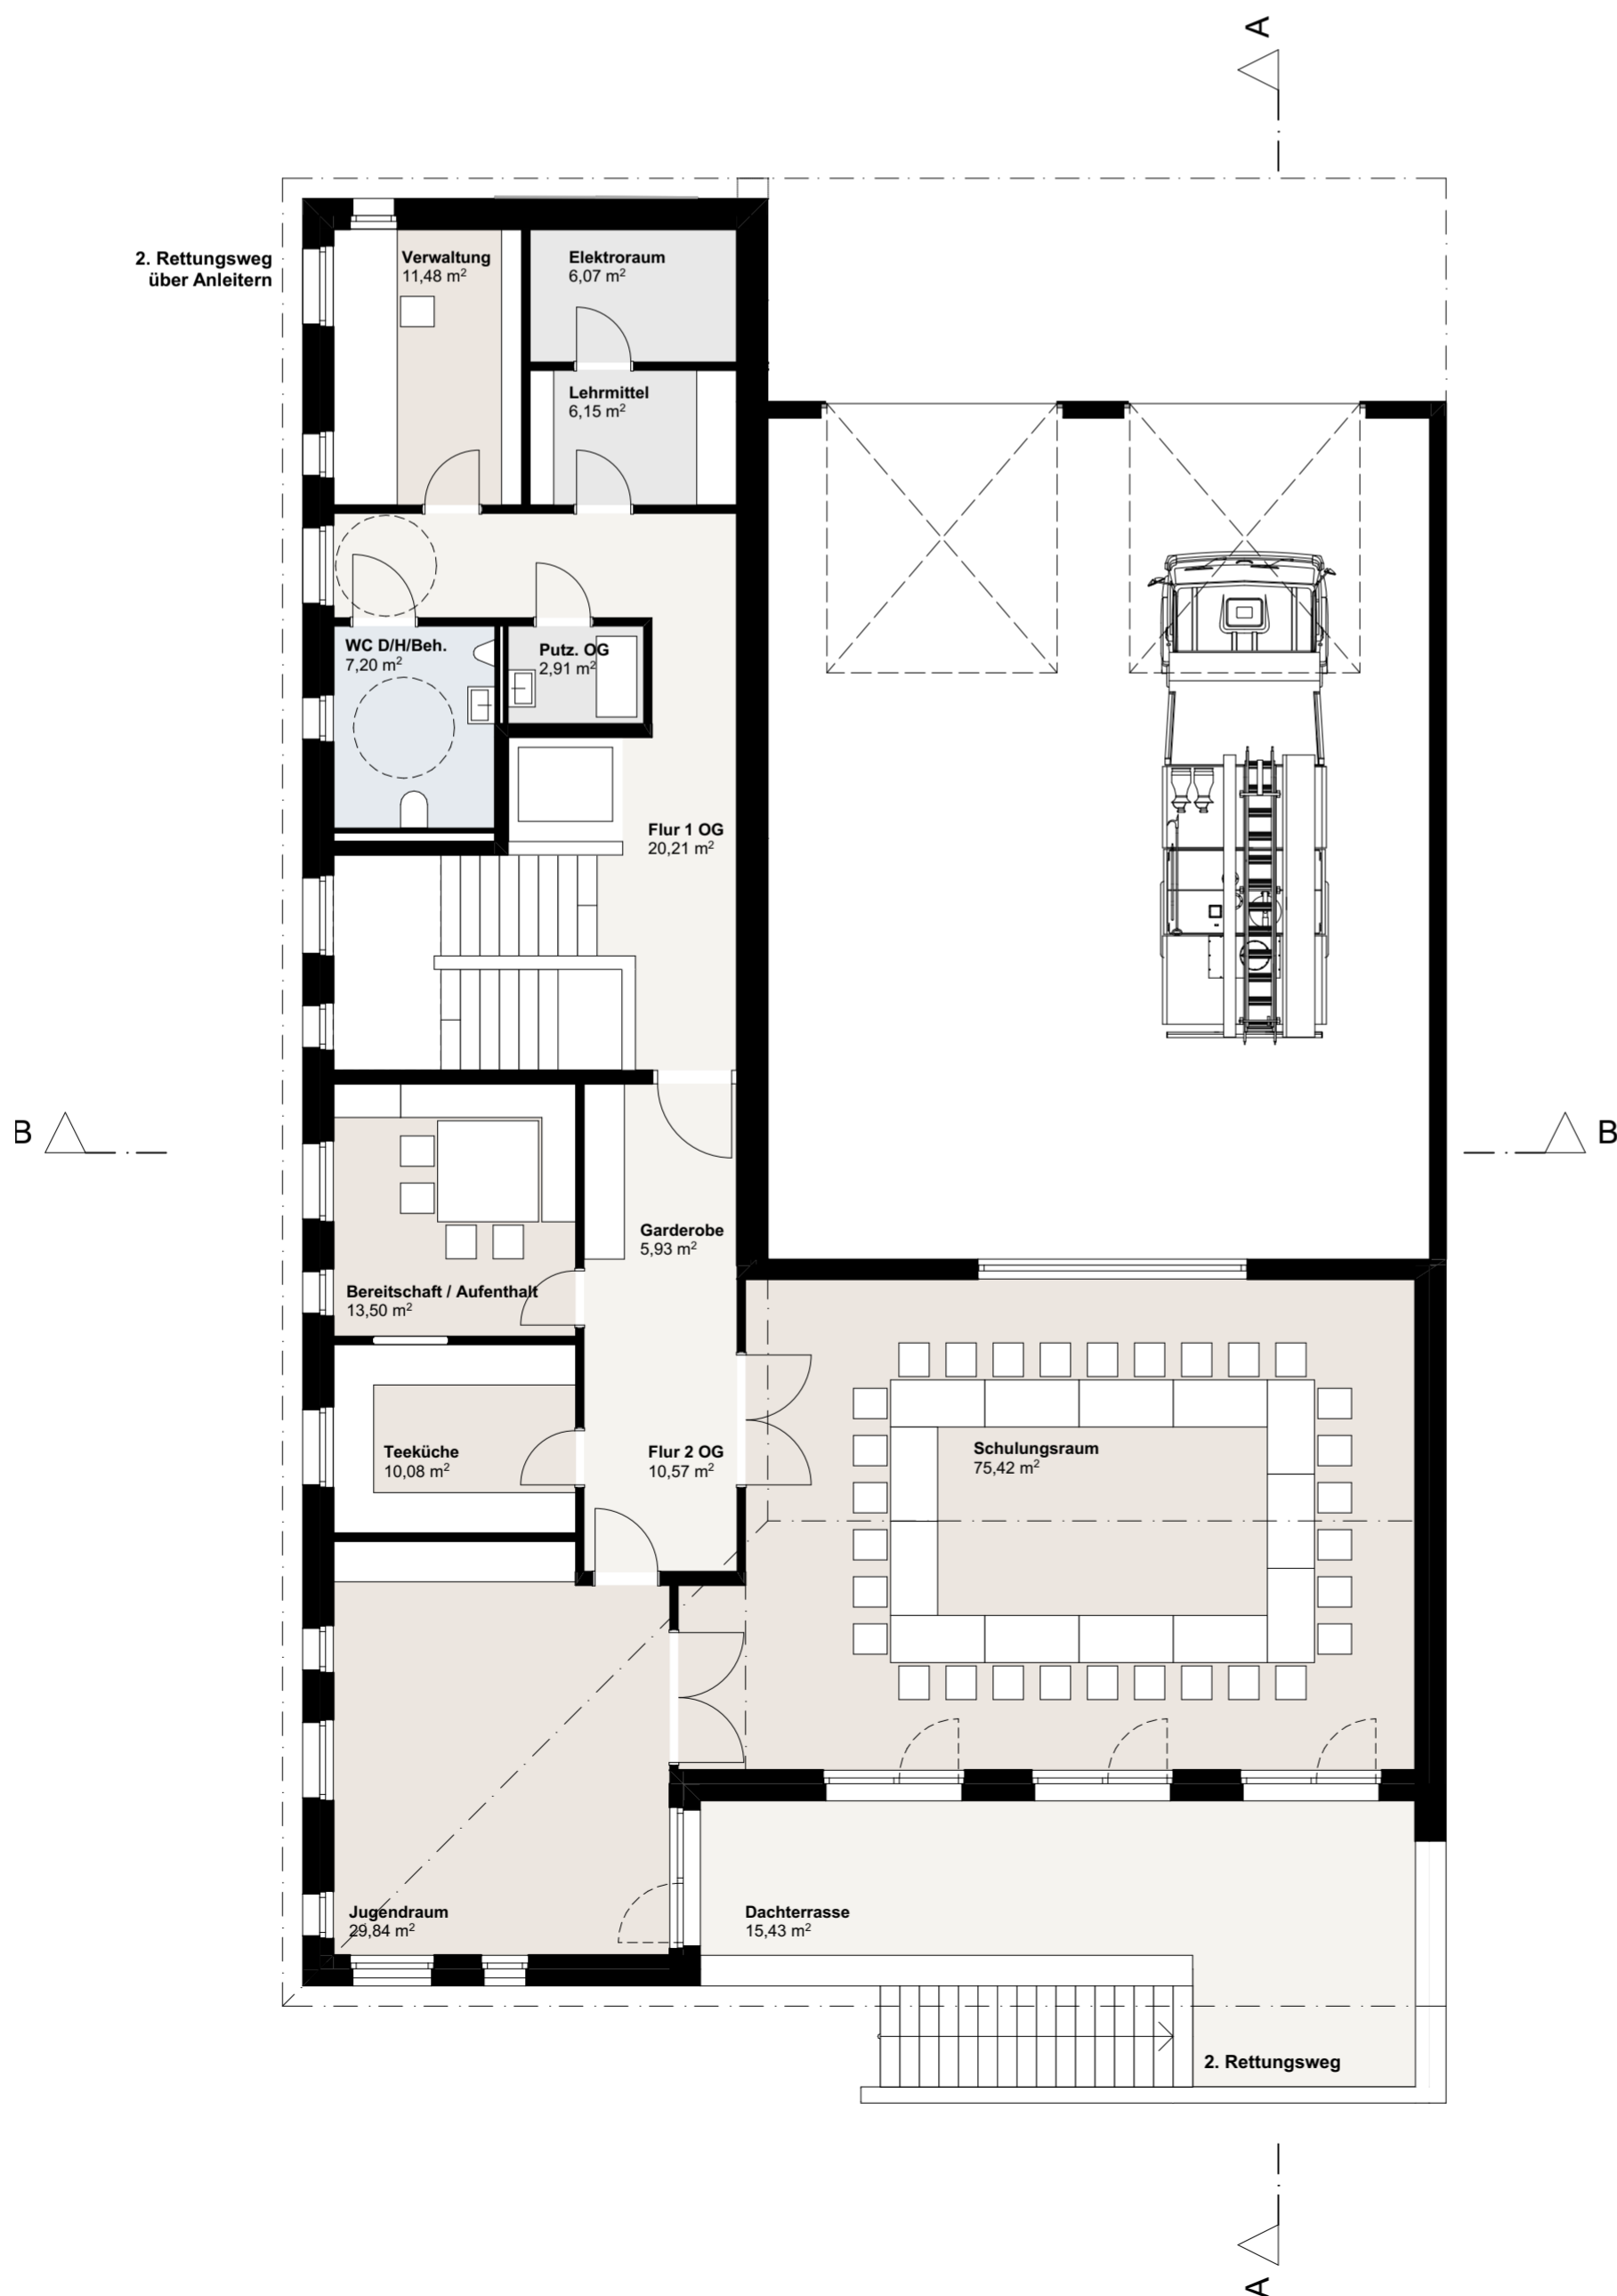 A
2. Rettungsweg
über Anleitern
Verwaltung
11,48 m²
Elektroraum
6,07 m²
Lehrmittel
6,15 m²
WC D/H/Beh.
7,20 m²
Putz. OG
2,91 m²
Flur 1 OG
20,21 m²
B
B
Garderobe
5,93 m²
Bereitschaft / Aufenthalt
13,50 m²
Teeküche
10,08 m²
Flur 2 OG
10,57 m²
Schulungsraum
75,42 m²
Jugendraum
29,84 m²
Dachterrasse
15,43 m²
2. Rettungsweg
A